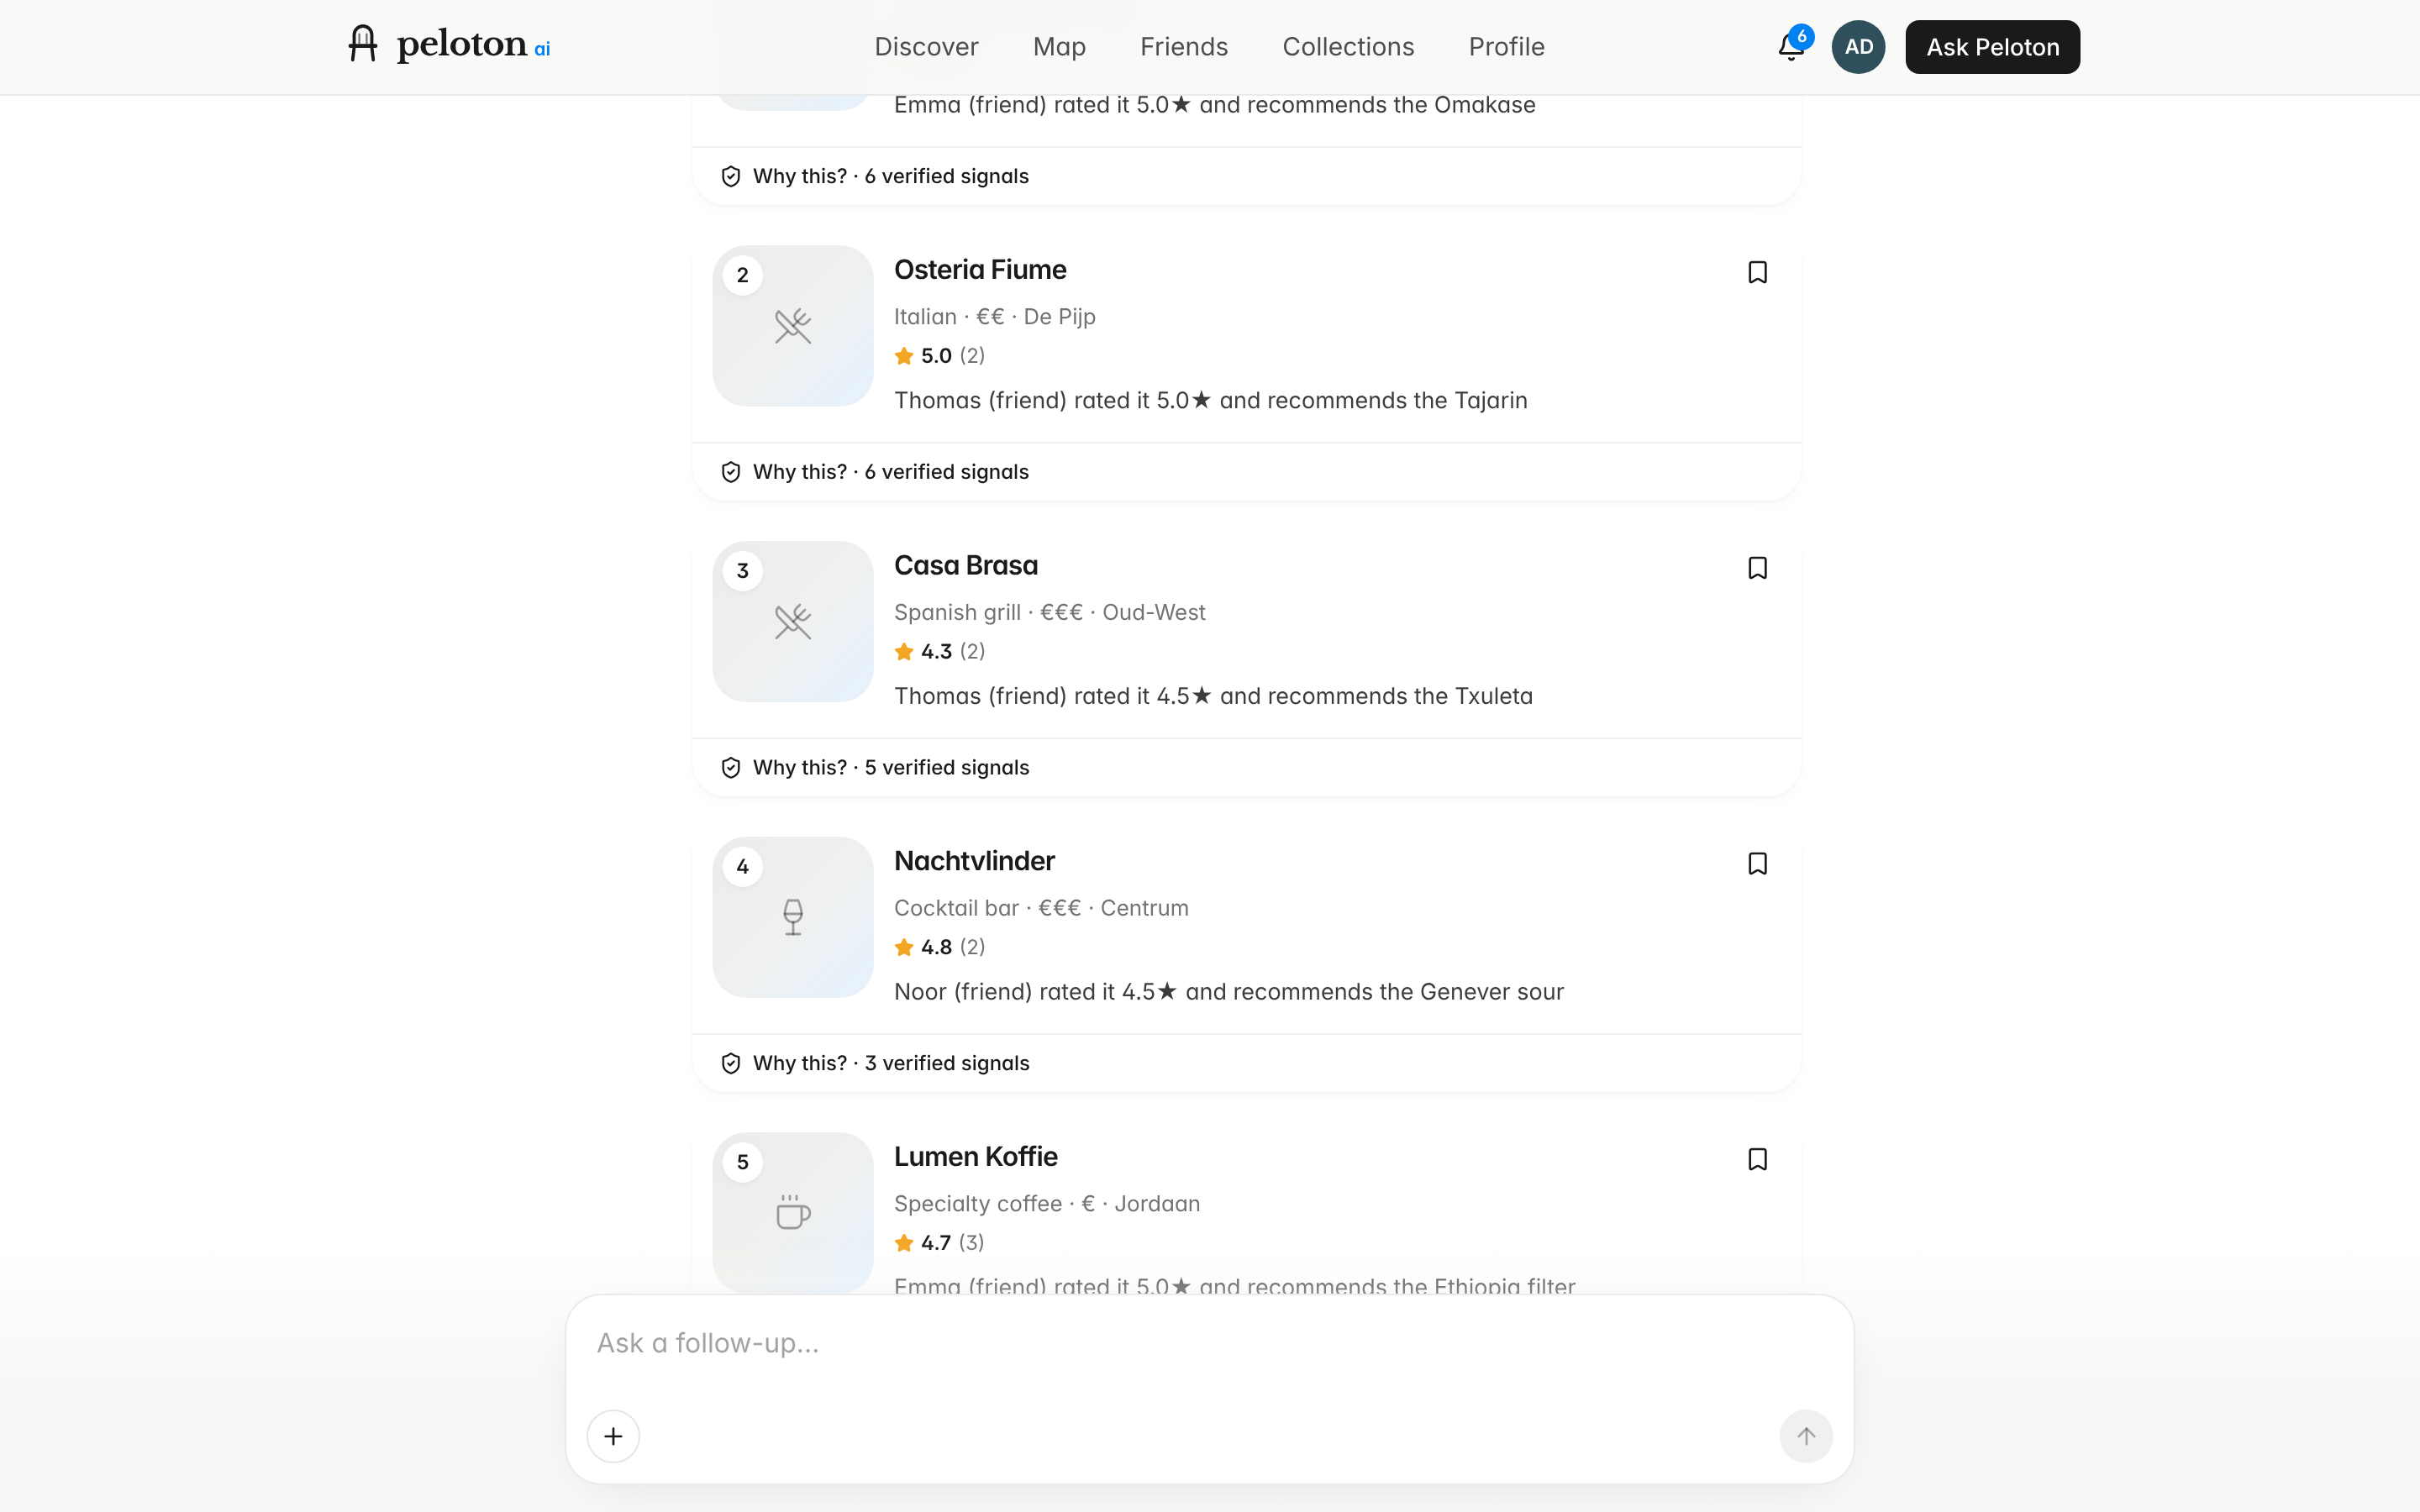 peloton ai
Discover Map Friends Collections Profile
6
AD
Ask Peloton
Emma (friend) rated it 5.0★ and recommends the Omakase
Why this? · 6 verified signals
2
Osteria Fiume
Italian · €€ · De Pijp
5.0 (2)
Thomas (friend) rated it 5.0★ and recommends the Tajarin
Why this? · 6 verified signals
3
Casa Brasa
Spanish grill · €€€ · Oud-West
4.3 (2)
Thomas (friend) rated it 4.5★ and recommends the Txuleta
Why this? · 5 verified signals
4
Nachtvlinder
Cocktail bar · €€€ · Centrum
4.8 (2)
Noor (friend) rated it 4.5★ and recommends the Genever sour
Why this? · 3 verified signals
5
Lumen Koffie
Specialty coffee · € · Jordaan
4.7 (3)
Emma (friend) rated it 5.0★ and recommends the Ethiopia filter
Ask a follow-up...